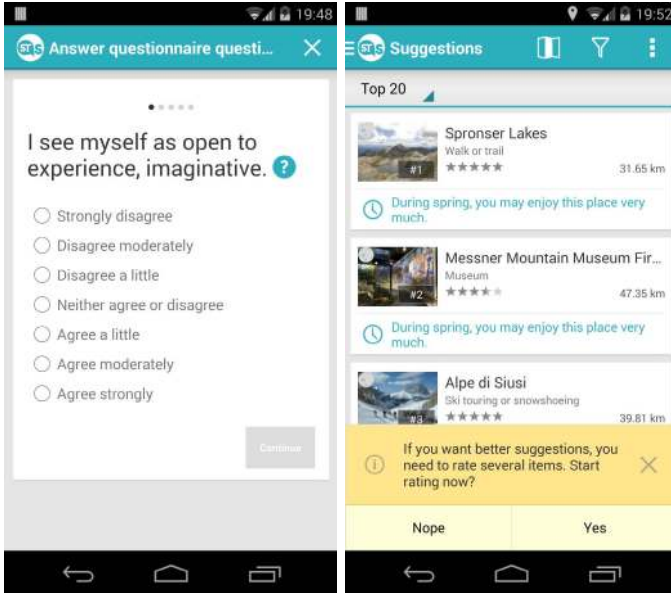 19:48
STS Answer questionnaire questi...
I see myself as open to
experience, imaginative. ?
Strongly disagree
Disagree moderately
Disagree a little
Neither agree or disagree
Agree a little
Agree moderately
Agree strongly
Continue
19:52
STS Suggestions
Top 20
Spronser Lakes
Walk or trail
#1
31.65 km
During spring, you may enjoy this place very
much.
Messner Mountain Museum Fir...
Museum
#2
47.35 km
During spring, you may enjoy this place very
much.
Alpe di Siusi
Ski touring or snowshoeing
#3
39.81 km
If you want better suggestions, you
need to rate several items. Start
rating now?
Nope
Yes